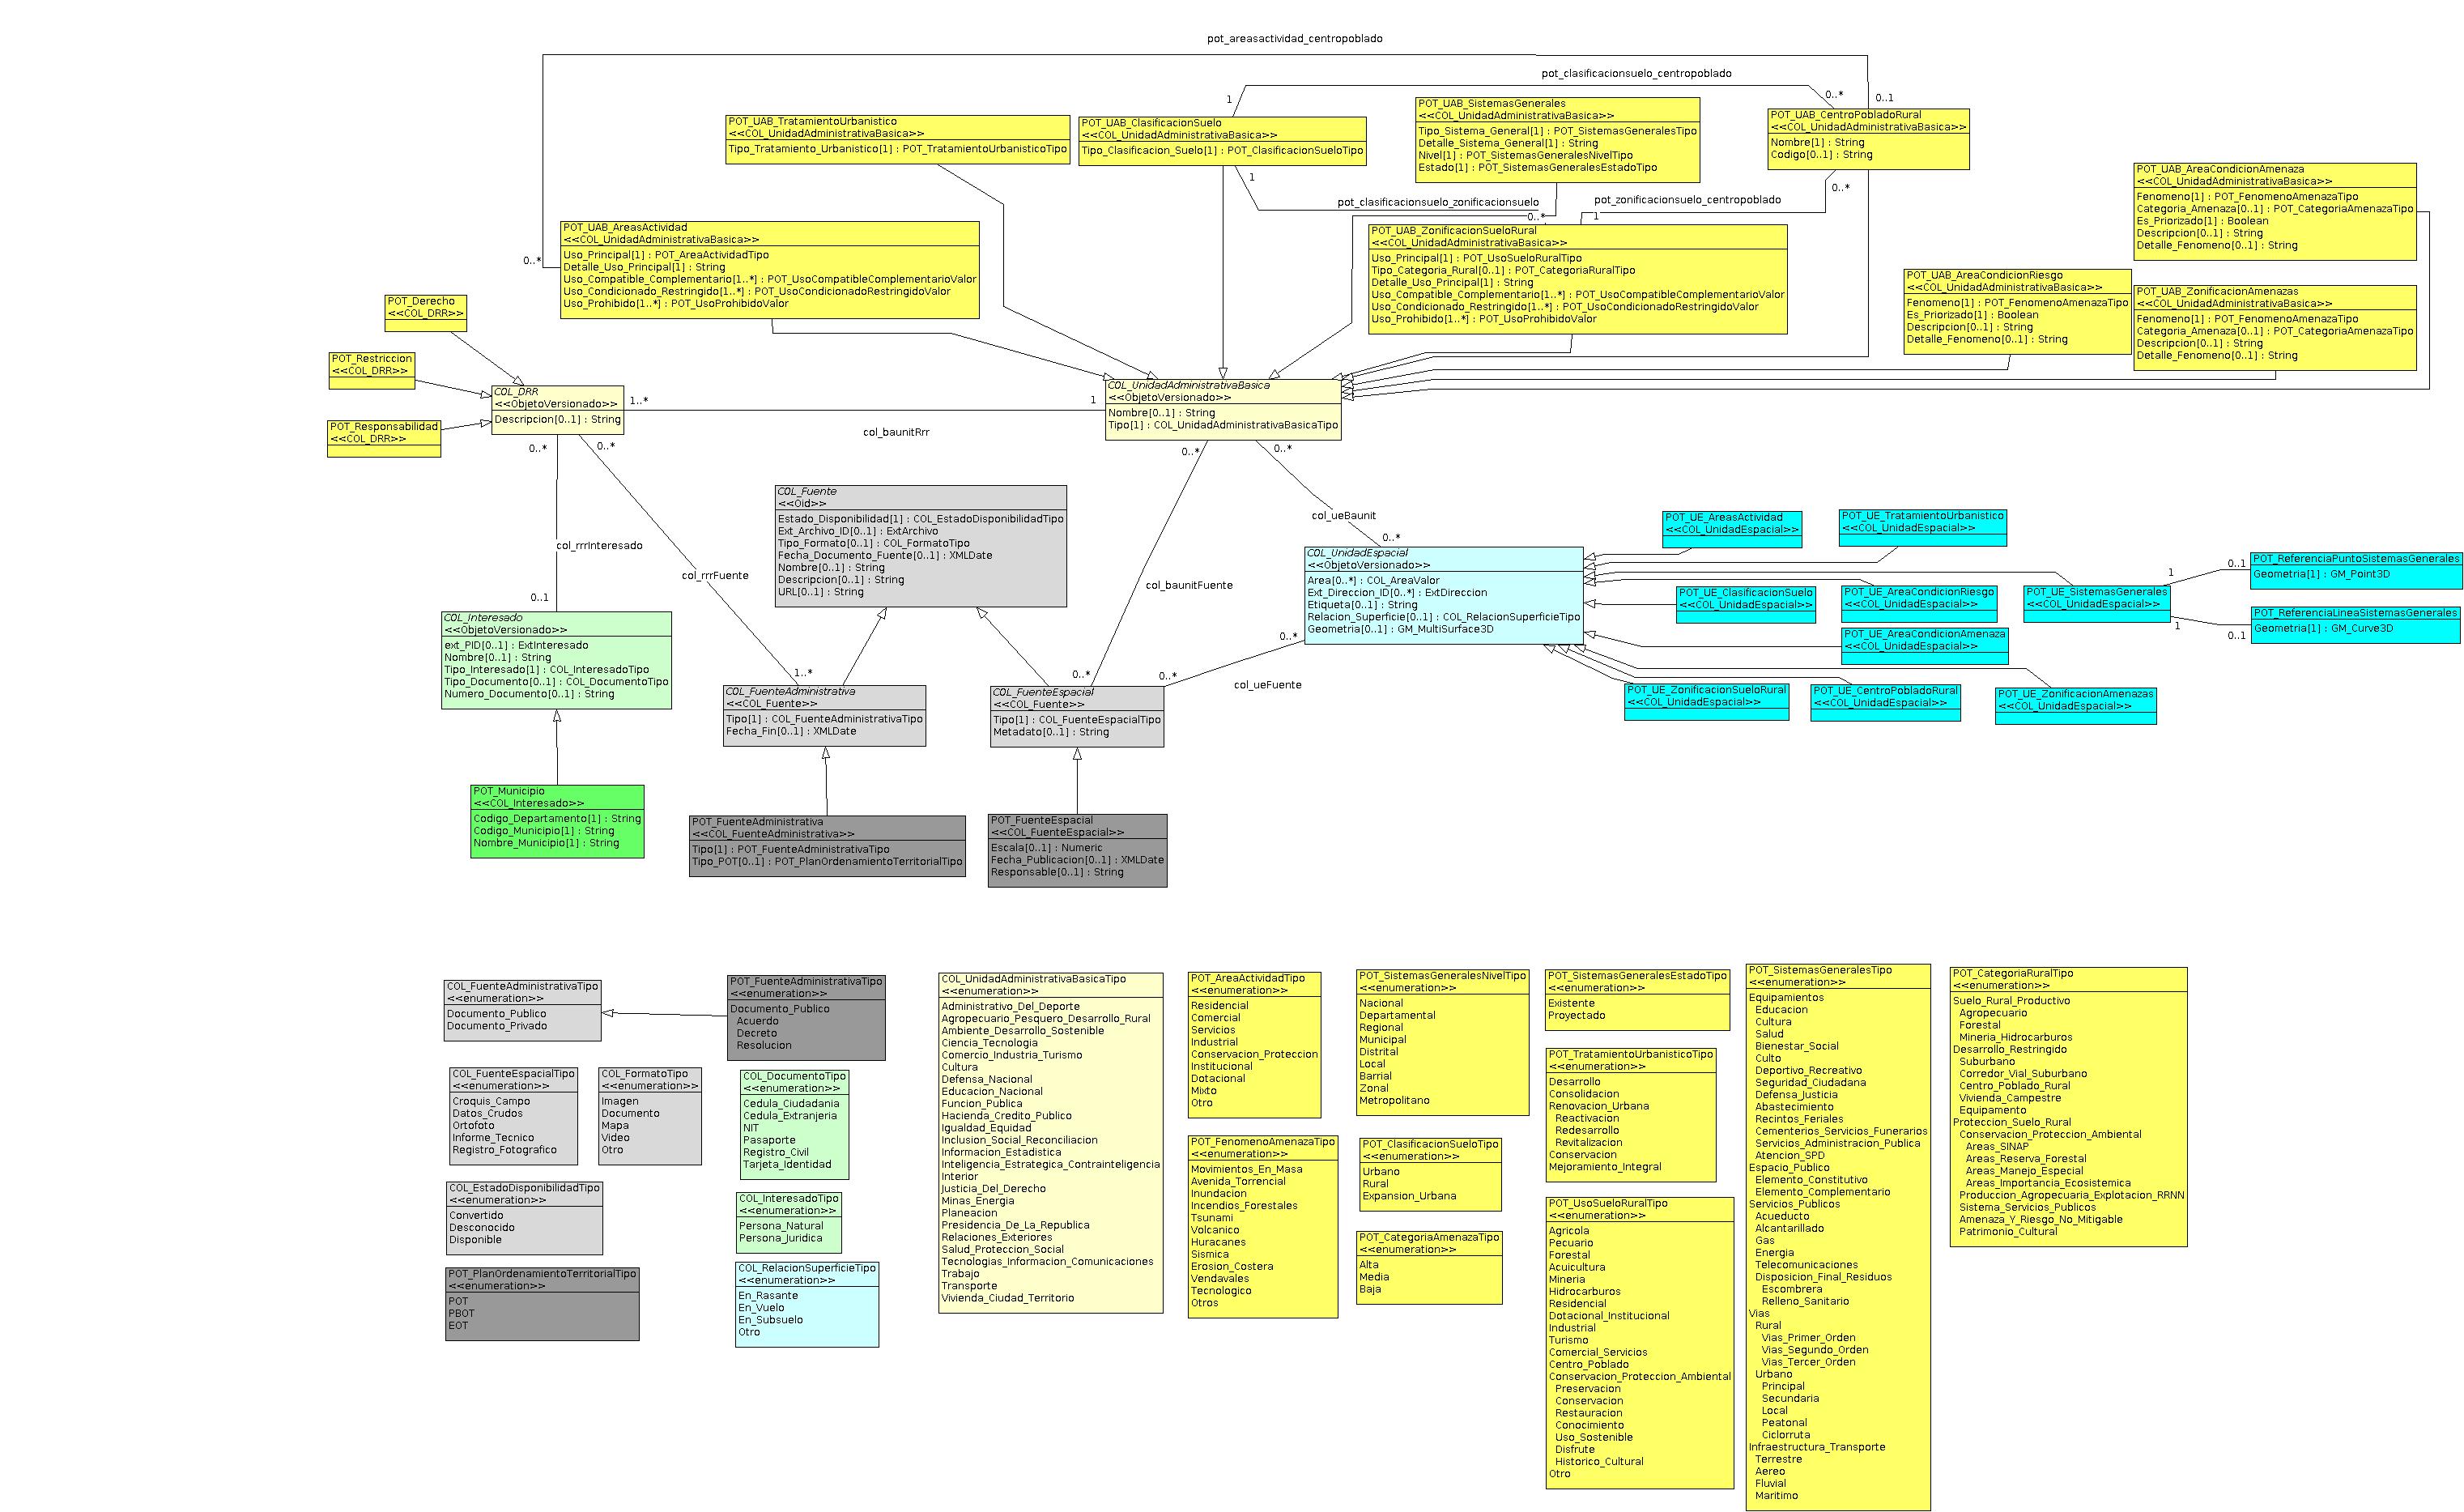 pot_areasactividad_centropoblado
pot_clasificacionsuelo_centropoblado
1
0..*
0..1
POT_UAB_TratamientoUrbanistico
<<COL_UnidadAdministrativaBasica>>
Tipo_Tratamiento_Urbanistico[1] : POT_TratamientoUrbanisticoTipo
POT_UAB_ClasificacionSuelo
<<COL_UnidadAdministrativaBasica>>
Tipo_Clasificacion_Suelo[1] : POT_ClasificacionSueloTipo
POT_UAB_SistemasGenerales
<<COL_UnidadAdministrativaBasica>>
Tipo_Sistema_General[1] : POT_SistemasGeneralesTipo
Detalle_Sistema_General[1] : String
Nivel[1] : POT_SistemasGeneralesNivelTipo
Estado[1] : POT_SistemasGeneralesEstadoTipo
POT_UAB_CentroPobladoRural
<<COL_UnidadAdministrativaBasica>>
Nombre[1] : String
Codigo[0..1] : String
1
pot_clasificacionsuelo_zonificacionsuelo
0..*
pot_zonificacionsuelo_centropoblado
1
0..*
POT_UAB_AreaCondicionAmenaza
<<COL_UnidadAdministrativaBasica>>
Fenomeno[1] : POT_FenomenoAmenazaTipo
Categoria_Amenaza[0..1] : POT_CategoriaAmenazaTipo
Es_Priorizado[1] : Boolean
Descripcion[0..1] : String
Detalle_Fenomeno[0..1] : String
POT_UAB_AreasActividad
<<COL_UnidadAdministrativaBasica>>
Uso_Principal[1] : POT_AreaActividadTipo
Detalle_Uso_Principal[1] : String
Uso_Compatible_Complementario[1..*] : POT_UsoCompatibleComplementarioValor
Uso_Condicionado_Restringido[1..*] : POT_UsoCondicionadoRestringidoValor
Uso_Prohibido[1..*] : POT_UsoProhibidoValor
0..*
POT_UAB_ZonificacionSueloRural
<<COL_UnidadAdministrativaBasica>>
Uso_Principal[1] : POT_UsoSueloRuralTipo
Tipo_Categoria_Rural[0..1] : POT_CategoriaRuralTipo
Detalle_Uso_Principal[1] : String
Uso_Compatible_Complementario[1..*] : POT_UsoCompatibleComplementarioValor
Uso_Condicionado_Restringido[1..*] : POT_UsoCondicionadoRestringidoValor
Uso_Prohibido[1..*] : POT_UsoProhibidoValor
POT_UAB_AreaCondicionRiesgo
<<COL_UnidadAdministrativaBasica>>
Fenomeno[1] : POT_FenomenoAmenazaTipo
Es_Priorizado[1] : Boolean
Descripcion[0..1] : String
Detalle_Fenomeno[0..1] : String
POT_UAB_ZonificacionAmenazas
<<COL_UnidadAdministrativaBasica>>
Fenomeno[1] : POT_FenomenoAmenazaTipo
Categoria_Amenaza[0..1] : POT_CategoriaAmenazaTipo
Descripcion[0..1] : String
Detalle_Fenomeno[0..1] : String
POT_Derecho
<<COL_DRR>>
POT_Restriccion
<<COL_DRR>>
POT_Responsabilidad
<<COL_DRR>>
COL_DRR
<<ObjetoVersionado>>
Descripcion[0..1] : String
1..*
1
col_baunitRrr
COL_UnidadAdministrativaBasica
<<ObjetoVersionado>>
Nombre[0..1] : String
Tipo[1] : COL_UnidadAdministrativaBasicaTipo
0..*
0..*
0..*
0..*
COL_Fuente
<<Oid>>
Estado_Disponibilidad[1] : COL_EstadoDisponibilidadTipo
Ext_Archivo_ID[0..1] : ExtArchivo
Tipo_Formato[0..1] : COL_FormatoTipo
Fecha_Documento_Fuente[0..1] : XMLDate
Nombre[0..1] : String
Descripcion[0..1] : String
URL[0..1] : String
col_rrrInteresado
col_rrrFuente
col_baunitFuente
col_ueBaunit
0..*
COL_UnidadEspacial
<<ObjetoVersionado>>
Area[0..*] : COL_AreaValor
Ext_Direccion_ID[0..*] : ExtDireccion
Etiqueta[0..1] : String
Relacion_Superficie[0..1] : COL_RelacionSuperficieTipo
Geometria[0..1] : GM_MultiSurface3D
POT_UE_AreasActividad
<<COL_UnidadEspacial>>
POT_UE_TratamientoUrbanistico
<<COL_UnidadEspacial>>
POT_UE_ClasificacionSuelo
<<COL_UnidadEspacial>>
POT_UE_AreaCondicionRiesgo
<<COL_UnidadEspacial>>
POT_UE_SistemasGenerales
<<COL_UnidadEspacial>>
1
0..1
POT_ReferenciaPuntoSistemasGenerales
Geometria[1] : GM_Point3D
POT_ReferenciaLineaSistemasGenerales
Geometria[1] : GM_Curve3D
1
0..1
POT_UE_AreaCondicionAmenaza
<<COL_UnidadEspacial>>
POT_UE_ZonificacionSueloRural
<<COL_UnidadEspacial>>
POT_UE_CentroPobladoRural
<<COL_UnidadEspacial>>
POT_UE_ZonificacionAmenazas
<<COL_UnidadEspacial>>
0..1
COL_Interesado
<<ObjetoVersionado>>
ext_PID[0..1] : ExtInteresado
Nombre[0..1] : String
Tipo_Interesado[1] : COL_InteresadoTipo
Tipo_Documento[0..1] : COL_DocumentoTipo
Numero_Documento[0..1] : String
1..*
COL_FuenteAdministrativa
<<COL_Fuente>>
Tipo[1] : COL_FuenteAdministrativaTipo
Fecha_Fin[0..1] : XMLDate
0..*
0..*
0..*
col_ueFuente
COL_FuenteEspacial
<<COL_Fuente>>
Tipo[1] : COL_FuenteEspacialTipo
Metadato[0..1] : String
POT_Municipio
<<COL_Interesado>>
Codigo_Departamento[1] : String
Codigo_Municipio[1] : String
Nombre_Municipio[1] : String
POT_FuenteAdministrativa
<<COL_FuenteAdministrativa>>
Tipo[1] : POT_FuenteAdministrativaTipo
Tipo_POT[0..1] : POT_PlanOrdenamientoTerritorialTipo
POT_FuenteEspacial
<<COL_FuenteEspacial>>
Escala[0..1] : Numeric
Fecha_Publicacion[0..1] : XMLDate
Responsable[0..1] : String
COL_FuenteAdministrativaTipo
<<enumeration>>
Documento_Publico
Documento_Privado
POT_FuenteAdministrativaTipo
<<enumeration>>
Documento_Publico
Acuerdo
Decreto
Resolucion
COL_FuenteEspacialTipo
<<enumeration>>
Croquis_Campo
Datos_Crudos
Ortofoto
Informe_Tecnico
Registro_Fotografico
COL_FormatoTipo
<<enumeration>>
Imagen
Documento
Mapa
Video
Otro
COL_DocumentoTipo
<<enumeration>>
Cedula_Ciudadania
Cedula_Extranjeria
NIT
Pasaporte
Registro_Civil
Tarjeta_Identidad
COL_EstadoDisponibilidadTipo
<<enumeration>>
Convertido
Desconocido
Disponible
COL_InteresadoTipo
<<enumeration>>
Persona_Natural
Persona_Juridica
POT_PlanOrdenamientoTerritorialTipo
<<enumeration>>
POT
PBOT
EOT
COL_RelacionSuperficieTipo
<<enumeration>>
En_Rasante
En_Vuelo
En_Subsuelo
Otro
COL_UnidadAdministrativaBasicaTipo
<<enumeration>>
Administrativo_Del_Deporte
Agropecuario_Pesquero_Desarrollo_Rural
Ambiente_Desarrollo_Sostenible
Ciencia_Tecnologia
Comercio_Industria_Turismo
Cultura
Defensa_Nacional
Educacion_Nacional
Funcion_Publica
Hacienda_Credito_Publico
Igualdad_Equidad
Inclusion_Social_Reconciliacion
Informacion_Estadistica
Inteligencia_Estrategica_Contrainteligencia
Interior
Justicia_Del_Derecho
Minas_Energia
Planeacion
Presidencia_De_La_Republica
Relaciones_Exteriores
Salud_Proteccion_Social
Tecnologias_Informacion_Comunicaciones
Trabajo
Transporte
Vivienda_Ciudad_Territorio
POT_AreaActividadTipo
<<enumeration>>
Residencial
Comercial
Servicios
Industrial
Conservacion_Proteccion
Institucional
Dotacional
Mixto
Otro
POT_FenomenoAmenazaTipo
<<enumeration>>
Movimientos_En_Masa
Avenida_Torrencial
Inundacion
Incendios_Forestales
Tsunami
Volcanico
Huracanes
Sismica
Erosion_Costera
Vendavales
Tecnologico
Otros
POT_SistemasGeneralesNivelTipo
<<enumeration>>
Nacional
Departamental
Regional
Municipal
Distrital
Local
Barrial
Zonal
Metropolitano
POT_ClasificacionSueloTipo
<<enumeration>>
Urbano
Rural
Expansion_Urbana
POT_CategoriaAmenazaTipo
<<enumeration>>
Alta
Media
Baja
POT_SistemasGeneralesEstadoTipo
<<enumeration>>
Existente
Proyectado
POT_TratamientoUrbanisticoTipo
<<enumeration>>
Desarrollo
Consolidacion
Renovacion_Urbana
Reactivacion
Redesarrollo
Revitalizacion
Conservacion
Mejoramiento_Integral
POT_UsoSueloRuralTipo
<<enumeration>>
Agricola
Pecuario
Forestal
Acuicultura
Mineria
Hidrocarburos
Residencial
Dotacional_Institucional
Industrial
Turismo
Comercial_Servicios
Centro_Poblado
Conservacion_Proteccion_Ambiental
Preservacion
Conservacion
Restauracion
Conocimiento
Uso_Sostenible
Disfrute
Historico_Cultural
Otro
POT_SistemasGeneralesTipo
<<enumeration>>
Equipamientos
Educacion
Cultura
Salud
Bienestar_Social
Culto
Deportivo_Recreativo
Seguridad_Ciudadana
Defensa_Justicia
Abastecimiento
Recintos_Feriales
Cementerios_Servicios_Funerarios
Servicios_Administracion_Publica
Atencion_SPD
Espacio_Publico
Elemento_Constitutivo
Elemento_Complementario
Servicios_Publicos
Acueducto
Alcantarillado
Gas
Energia
Telecomunicaciones
Disposicion_Final_Residuos
Escombrera
Relleno_Sanitario
Vias
Rural
Vias_Primer_Orden
Vias_Segundo_Orden
Vias_Tercer_Orden
Urbano
Principal
Secundaria
Local
Peatonal
Ciclorruta
Infraestructura_Transporte
Terrestre
Aereo
Fluvial
Maritimo
POT_CategoriaRuralTipo
<<enumeration>>
Suelo_Rural_Productivo
Agropecuario
Forestal
Mineria_Hidrocarburos
Desarrollo_Restringido
Suburbano
Corredor_Vial_Suburbano
Centro_Poblado_Rural
Vivienda_Campestre
Equipamento
Proteccion_Suelo_Rural
Conservacion_Proteccion_Ambiental
Areas_SINAP
Areas_Reserva_Forestal
Areas_Manejo_Especial
Areas_Importancia_Ecosistemica
Produccion_Agropecuaria_Explotacion_RRNN
Sistema_Servicios_Publicos
Amenaza_Y_Riesgo_No_Mitigable
Patrimonio_Cultural